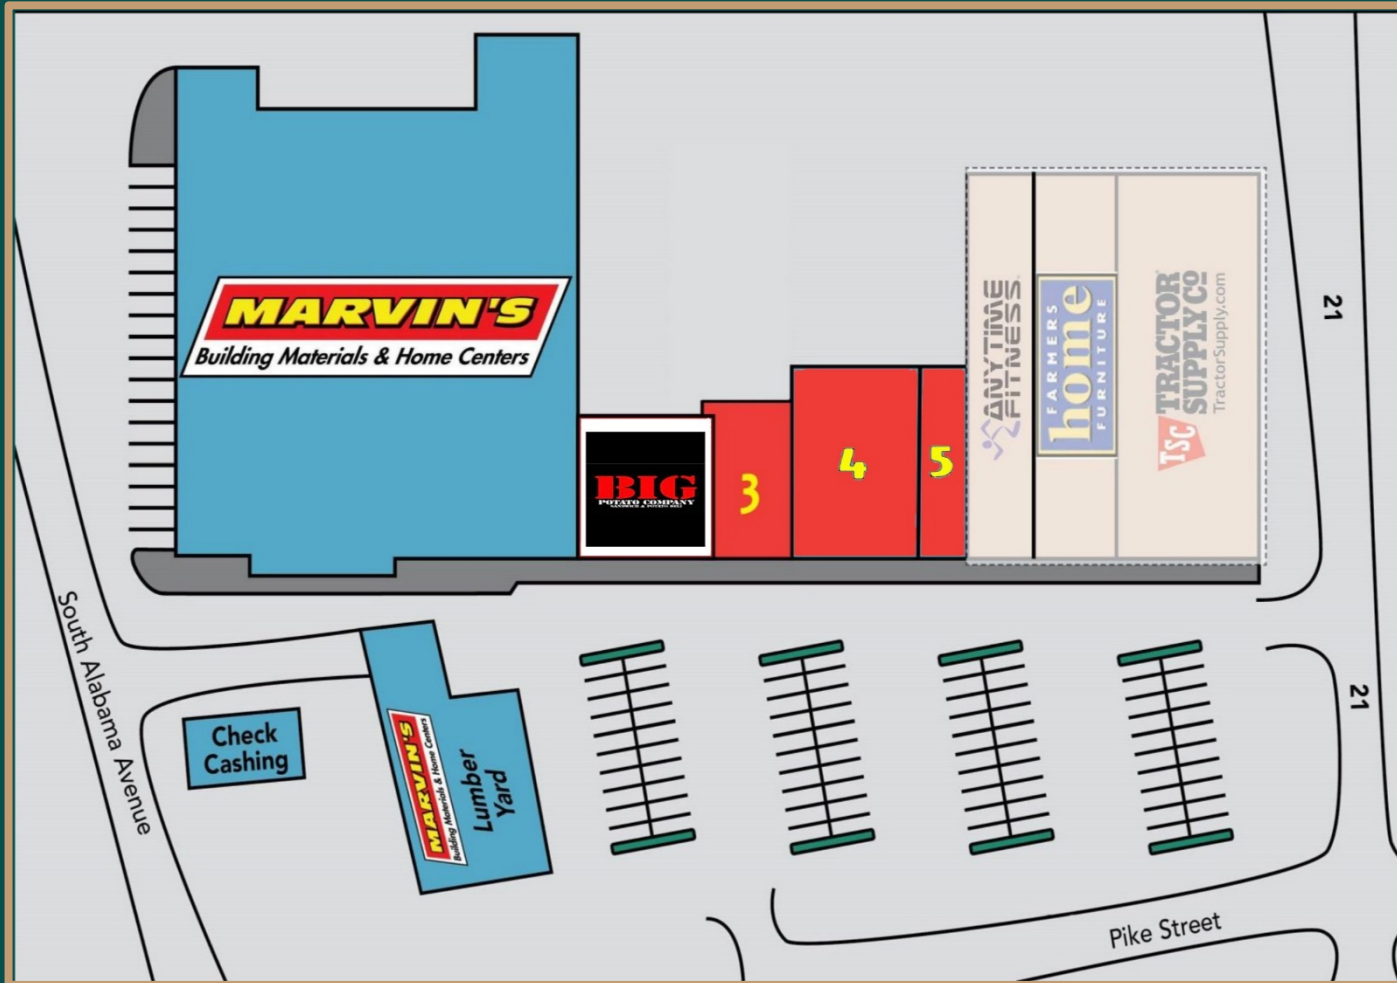 MARVIN'S
Building Materials & Home Centers
BIG
POTATO COMPANY
3
4
5
ANYTIME
FITNESS
FARMERS
home
FURNITURE
TSC
TRACTOR
SUPPLY CO
TractorSupply.com
21
21
South Alabama Avenue
Check
Cashing
MARVIN'S
Building Materials & Home Centers
Lumber
Yard
Pike Street